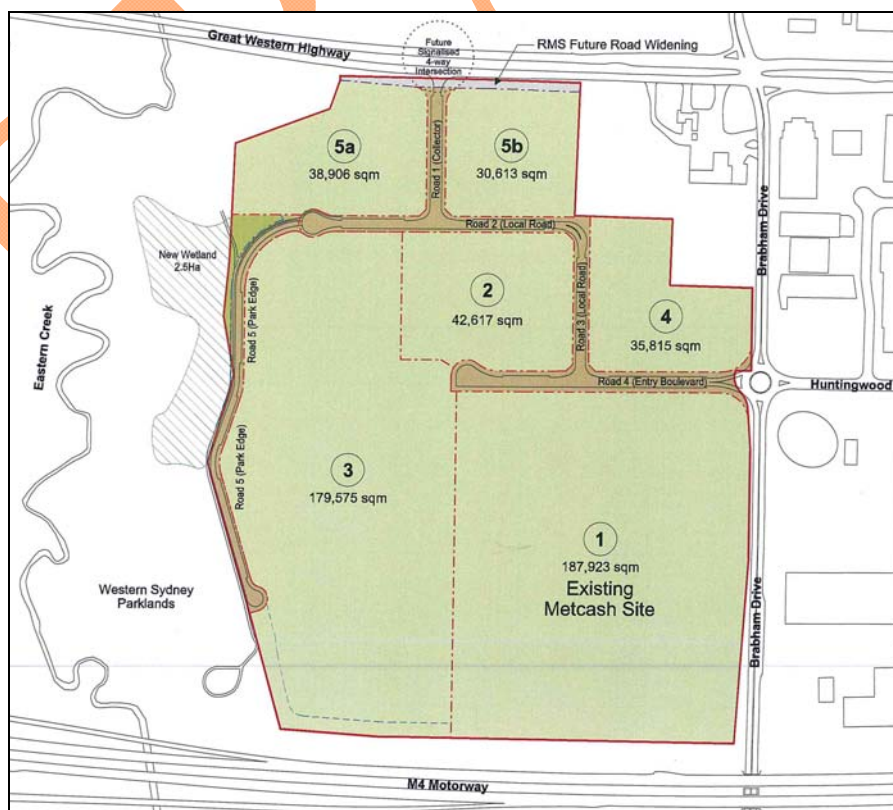 Great Western Highway
Future
Signalised
4-way
Intersection
RMS Future Road Widening
5a
38,906 sqm
Road 1 (Collector)
5b
30,613 sqm
Brabham Drive
Road 2 (Local Road)
New Wetland
2.5Ha
Road 5 (Park Edge)
2
42,617 sqm
Road 3 (Local Road)
4
35,815 sqm
Eastern Creek
Road 4 (Entry Boulevard)
Huntingwood
Road 5 (Park Edge)
3
179,575 sqm
1
187,923 sqm
Existing
Metcash Site
Western Sydney
Parklands
Brabham Drive
M4 Motorway